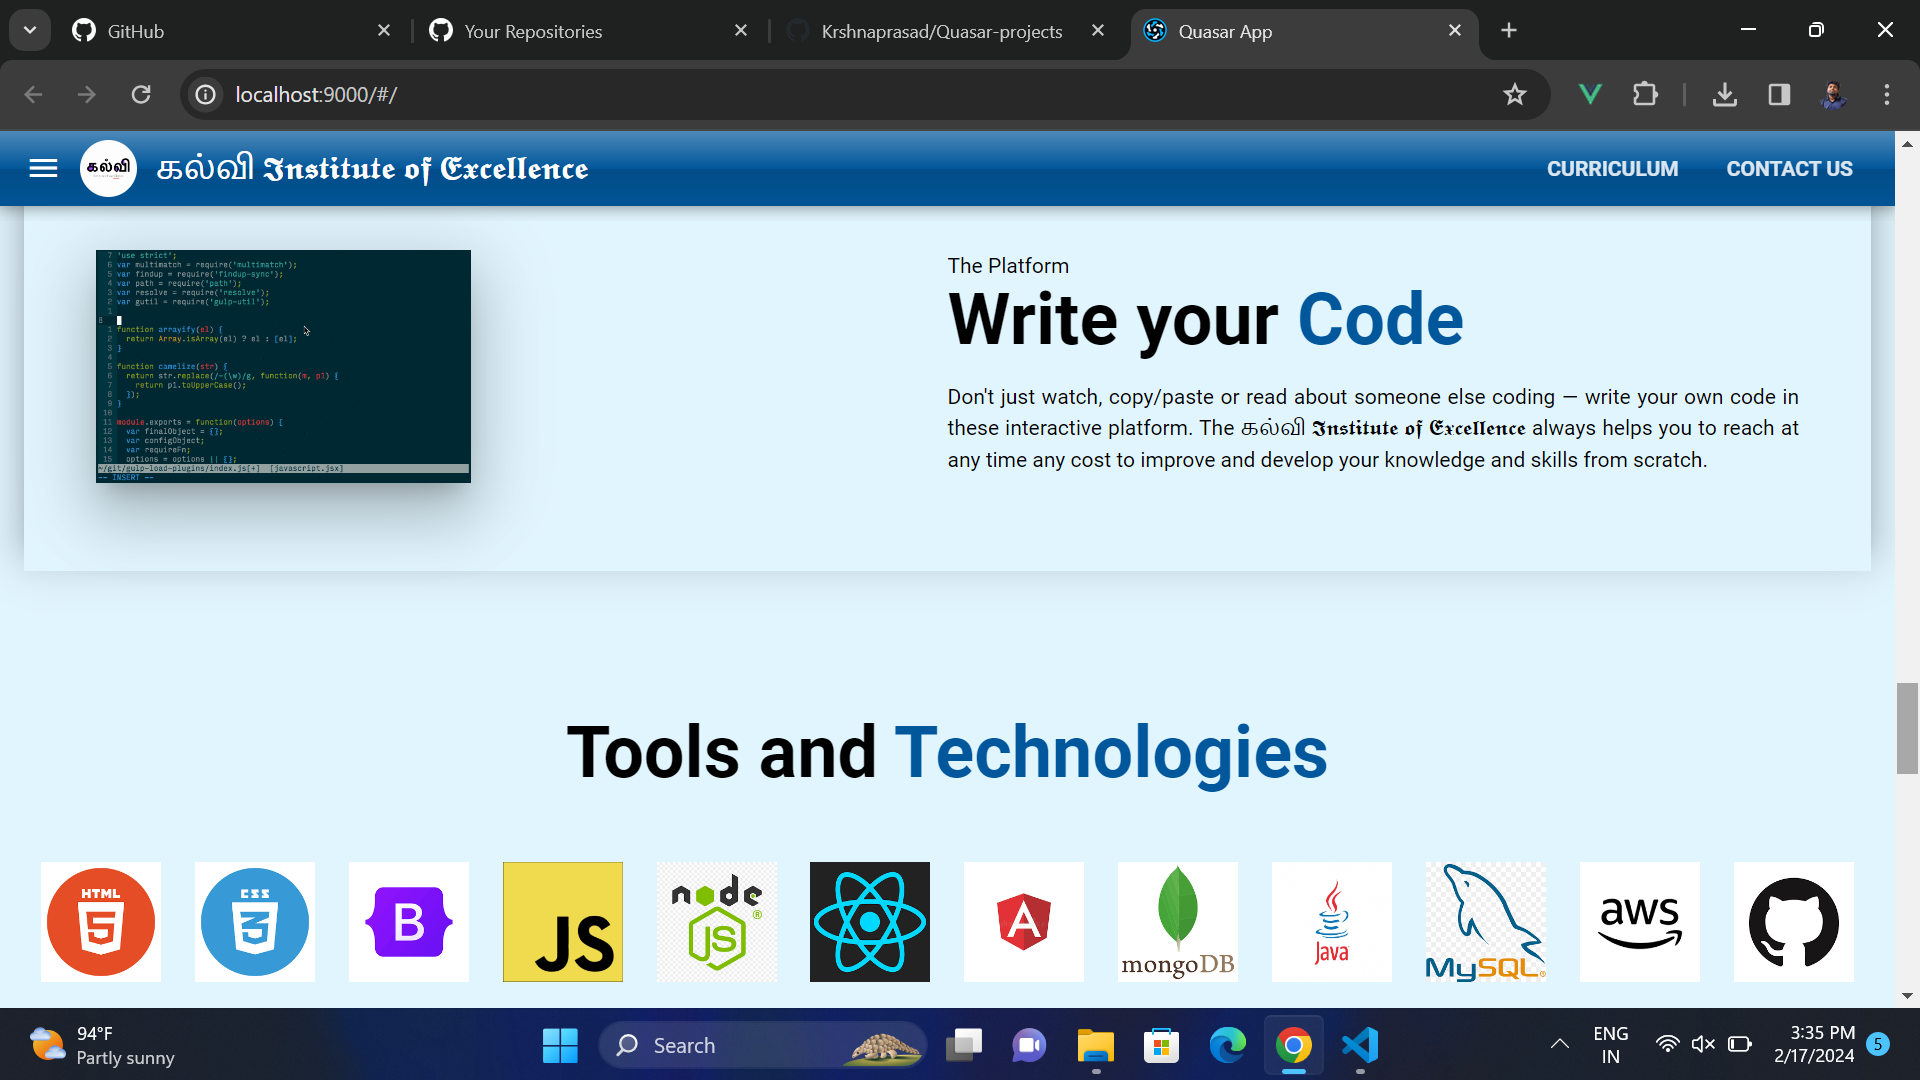 GitHub
Your Repositories
Krshnaprasad/Quasar-projects
Quasar App
localhost:9000/#/
கல்வி
கல்வி Institute of Excellence
CURRICULUM
CONTACT US
7 'use strict';
6 var multimatch = require('multimatch');
5 var findup = require('findup-sync');
4 var path = require('path');
3 var resolve = require('resolve');
2 var gutil = require('gulp-util');
1
8
1 function arrayify(el) {
2 return Array.isArray(el) ? el : [el];
3 }
4
5 function camelize(str) {
6 return str.replace(/-(\w)/g, function(m, p1) {
7 return p1.toUpperCase();
8 });
9 }
10
11 module.exports = function(options) {
12 var finalObject = {};
13 var configObject;
14 var requireFn;
15 options = options || {};
~/git/gulp-load-plugins/index.js[+] [javascript.jsx]
-- INSERT --
The Platform
Write your Code
Don't just watch, copy/paste or read about someone else coding — write your own code in
these interactive platform. The கல்வி Institute of Excellence always helps you to reach at
any time any cost to improve and develop your knowledge and skills from scratch.
Tools and Technologies
HTML
5
CSS
3
B
JS
node
JS
®
A
mongoDB
Java
MySQL®
aws
94°F
Partly sunny
Search
ENG
IN
3:35 PM
2/17/2024
5